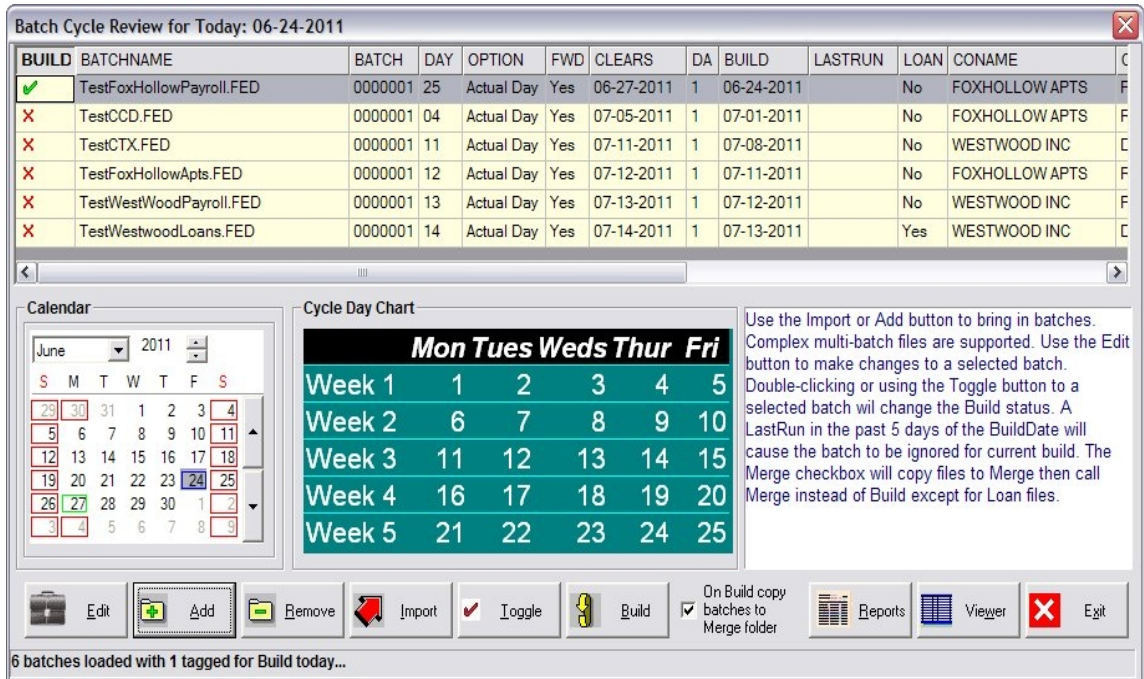 Batch Cycle Review for Today: 06-24-2011
BUILD BATCHNAME BATCH DAY OPTION FWD CLEARS DA BUILD LASTRUN LOAN CONAME C
TestFoxHollowPayroll.FED 0000001 25 Actual Day Yes 06-27-2011 1 06-24-2011 No FOXHOLLOW APTS F
X TestCCD.FED 0000001 04 Actual Day Yes 07-05-2011 1 07-01-2011 No FOXHOLLOW APTS F
X TestCTX.FED 0000001 11 Actual Day Yes 07-11-2011 1 07-08-2011 No WESTWOOD INC
X TestFoxHollowApts.FED 0000001 12 Actual Day Yes 07-12-2011 1 07-11-2011 No FOXHOLLOW APTS F
X TestWestWoodPayroll.FED 0000001 13 Actual Day Yes 07-13-2011 1 07-12-2011 No WESTWOOD INC F
X TestWestwoodLoans.FED 0000001 14 Actual Day Yes 07-14-2011 1 07-13-2011 Yes WESTWOOD INC
Calendar
June 2011
S M T W T F S
29 30 31 1 2 3 4
5 6 7 8 9 10 11
12 13 14 15 16 17 18
19 20 21 22 23 24 25
26 27 28 29 30 1 2
3 4 5 6 7 8 9
Cycle Day Chart
Mon Tues Weds Thur Fri
Week 1 1 2 3 4 5
Week 2 6 7 8 9 10
Week 3 11 12 13 14 15
Week 4 16 17 18 19 20
Week 5 21 22 23 24 25
Use the Import or Add button to bring in batches.
Complex multi-batch files are supported. Use the Edit
button to make changes to a selected batch.
Double-clicking or using the Toggle button to a
selected batch wil change the Build status. A
LastRun in the past 5 days of the BuildDate will
cause the batch to be ignored for current build. The
Merge checkbox will copy files to Merge then call
Merge instead of Build except for Loan files.
Edit
Add
Remove
Import
Toggle
Build
On Build copy
batches to
Merge folder
Reports
Viewer
Exit
6 batches loaded with 1 tagged for Build today...